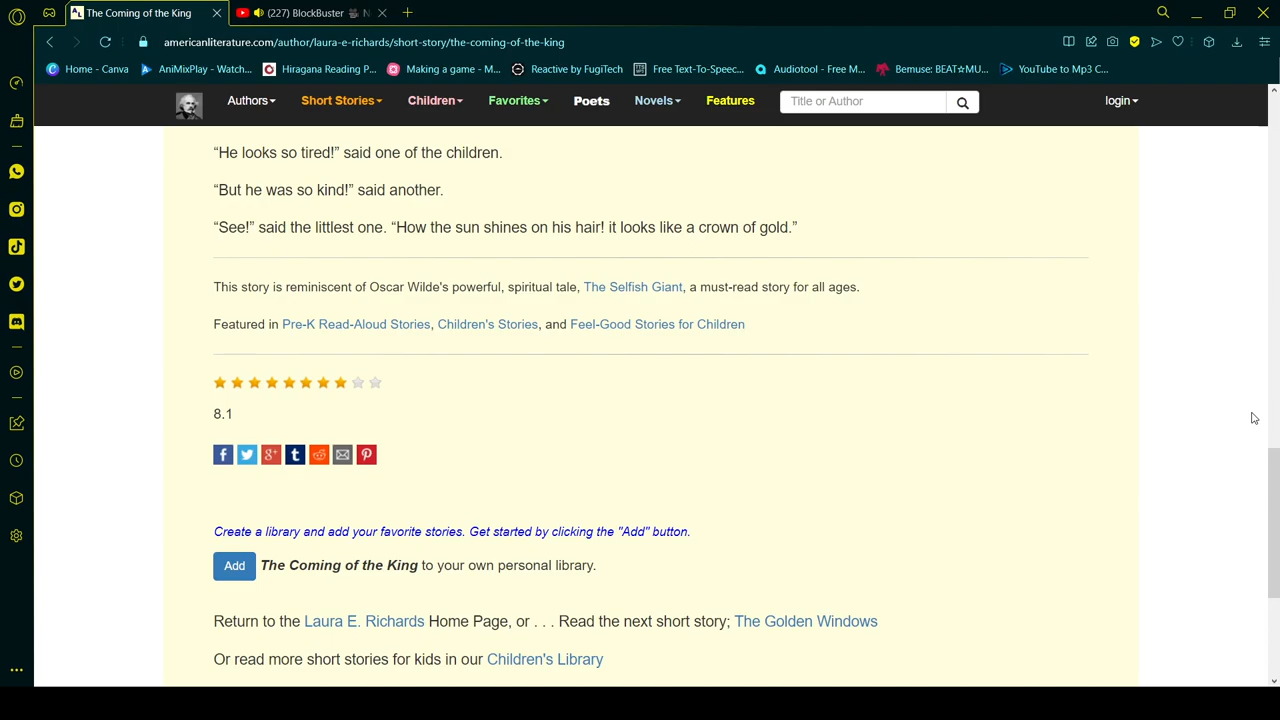 The Coming of the King
(227) BlockBuster
americanliterature.com/author/laura-e-richards/short-story/the-coming-of-the-king
Home - Canva
AniMixPlay - Watch...
Hiragana Reading P...
Making a game - M...
Reactive by FugiTech
Free Text-To-Speec...
Audiotool - Free M...
Bemuse: BEAT☆MU...
YouTube to Mp3 C...
Authors
Short Stories
Children
Favorites
Poets
Novels
Features
Title or Author
login
“He looks so tired!” said one of the children.
“But he was so kind!” said another.
“See!” said the littlest one. “How the sun shines on his hair! it looks like a crown of gold.”
This story is reminiscent of Oscar Wilde's powerful, spiritual tale, The Selfish Giant, a must-read story for all ages.
Featured in Pre-K Read-Aloud Stories, Children's Stories, and Feel-Good Stories for Children
8.1
Create a library and add your favorite stories. Get started by clicking the "Add" button.
Add The Coming of the King to your own personal library.
Return to the Laura E. Richards Home Page, or . . . Read the next short story; The Golden Windows
Or read more short stories for kids in our Children's Library